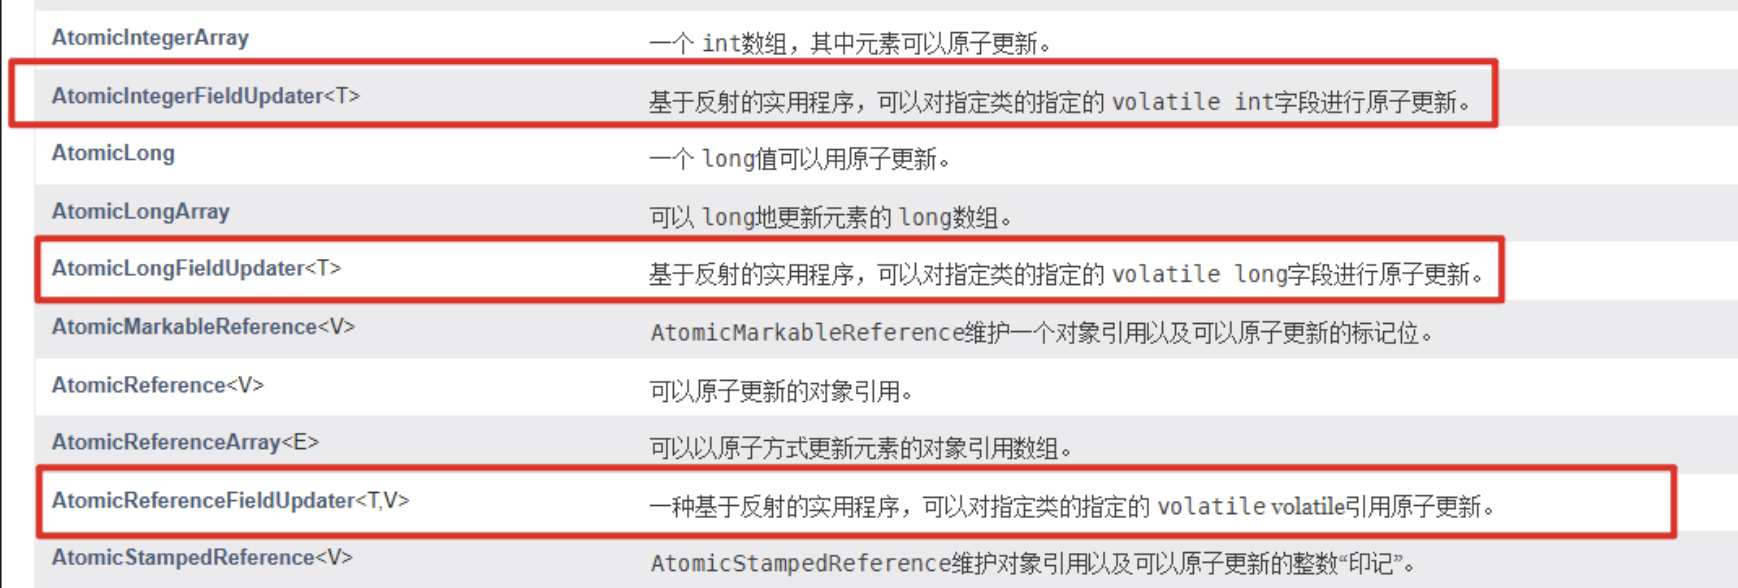 AtomicIntegerArray 一个 int数组，其中元素可以原子更新。
AtomicIntegerFieldUpdater<T> 基于反射的实用程序，可以对指定类的指定的 volatile int字段进行原子更新。
AtomicLong 一个 long值可以用原子更新。
AtomicLongArray 可以 long地更新元素的 long数组。
AtomicLongFieldUpdater<T> 基于反射的实用程序，可以对指定类的指定的 volatile long字段进行原子更新。
AtomicMarkableReference<V> AtomicMarkableReference维护一个对象引用以及可以原子更新的标记位。
AtomicReference<V> 可以原子更新的对象引用。
AtomicReferenceArray<E> 可以以原子方式更新元素的对象引用数组。
AtomicReferenceFieldUpdater<T,V> 一种基于反射的实用程序，可以对指定类的指定的 volatile volatile引用原子更新。
AtomicStampedReference<V> AtomicStampedReference维护对象引用以及可以原子更新的整数“印记”。